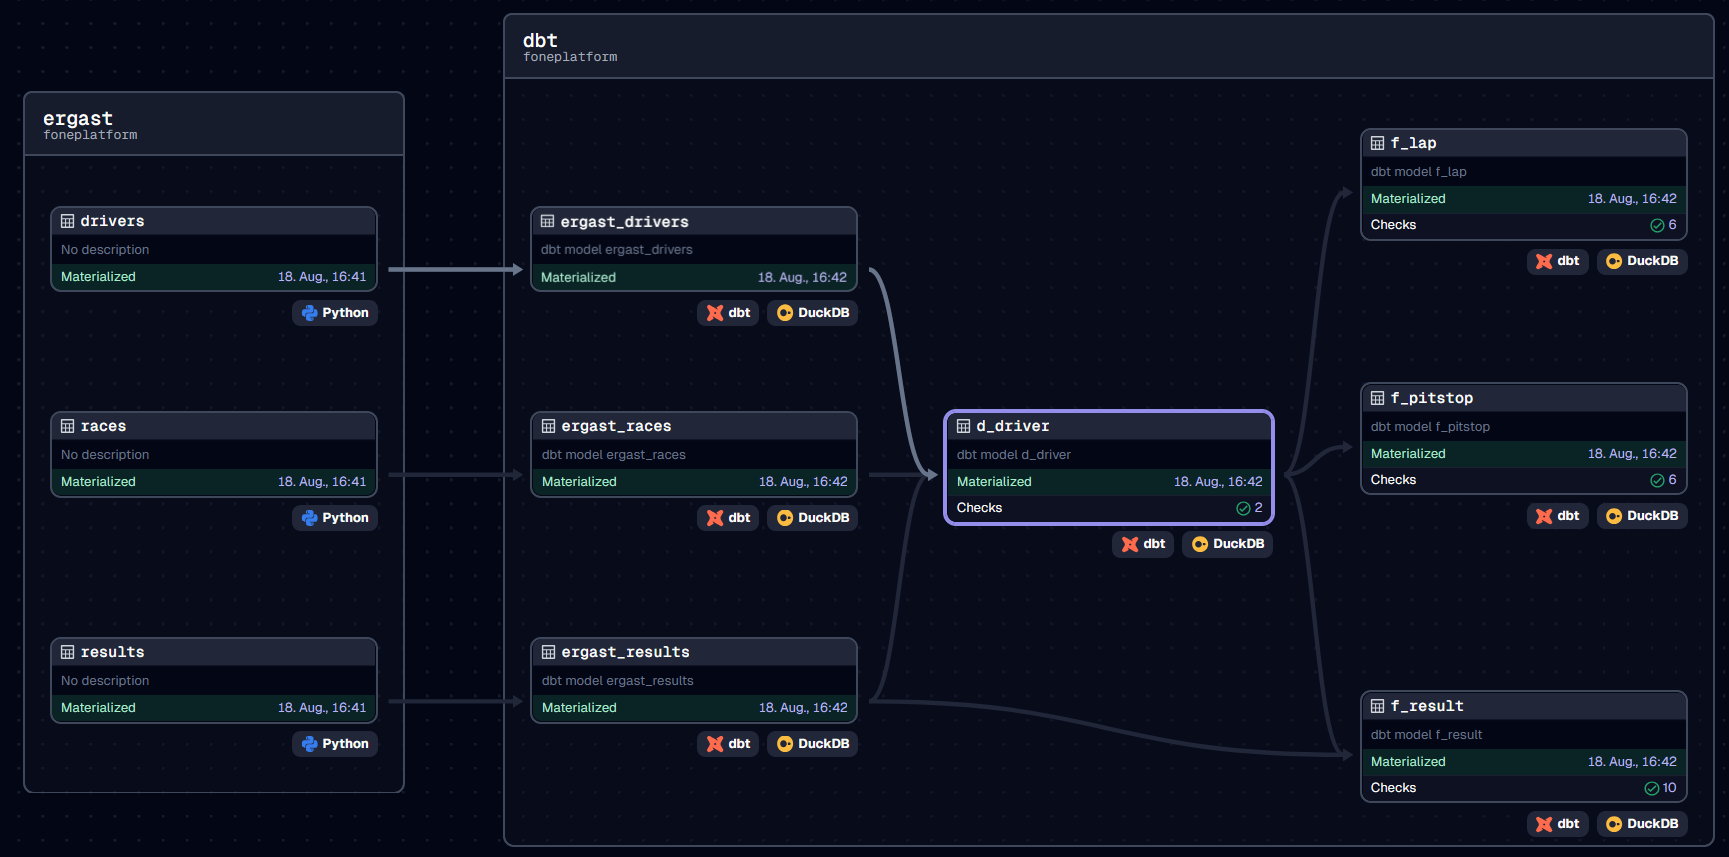 dbt
foneplatform
ergast
foneplatform
drivers
No description
Materialized 18. Aug., 16:41
Python
races
No description
Materialized 18. Aug., 16:41
Python
results
No description
Materialized 18. Aug., 16:41
Python
ergast_drivers
dbt model ergast_drivers
Materialized 18. Aug., 16:42
dbt DuckDB
ergast_races
dbt model ergast_races
Materialized 18. Aug., 16:42
dbt DuckDB
ergast_results
dbt model ergast_results
Materialized 18. Aug., 16:42
dbt DuckDB
d_driver
dbt model d_driver
Materialized 18. Aug., 16:42
Checks 2
dbt DuckDB
f_lap
dbt model f_lap
Materialized 18. Aug., 16:42
Checks 6
dbt DuckDB
f_pitstop
dbt model f_pitstop
Materialized 18. Aug., 16:42
Checks 6
dbt DuckDB
f_result
dbt model f_result
Materialized 18. Aug., 16:42
Checks 10
dbt DuckDB